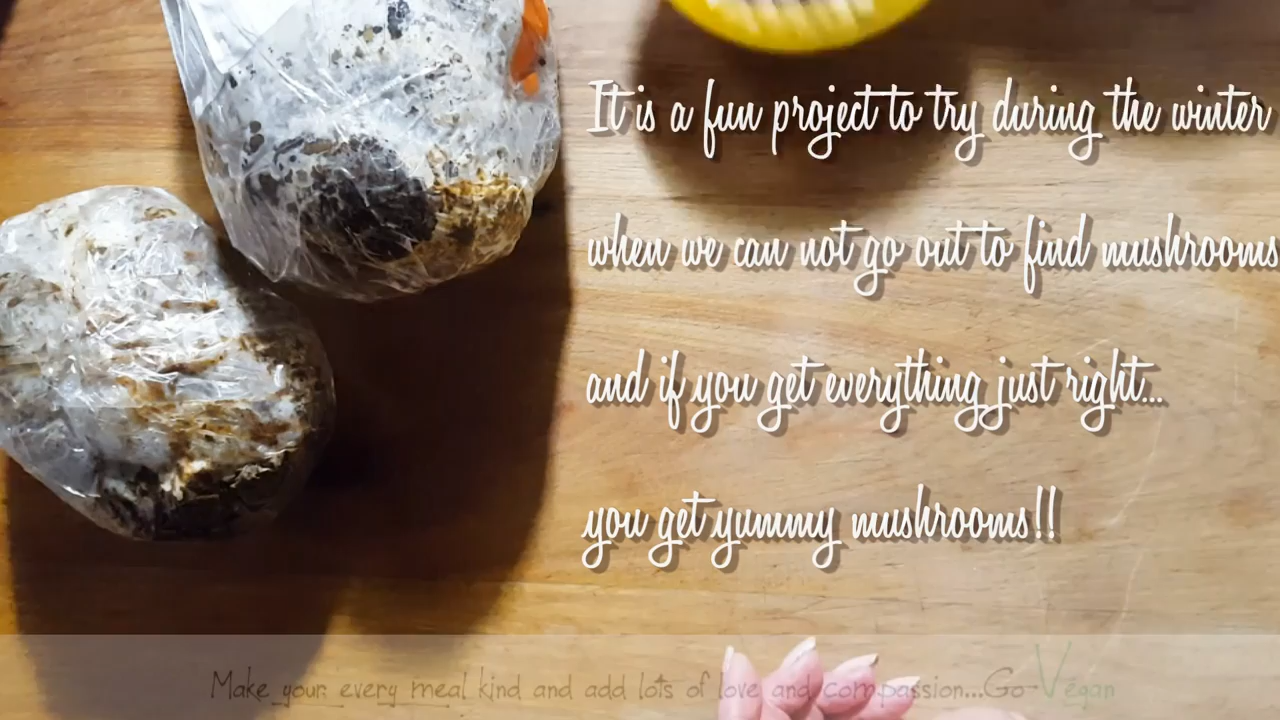 It is a fun project to try during the winter
when we can not go out to find mushrooms
and if you get everything just right...
you get yummy mushrooms!!
Make your every meal kind and add lots of love and compassion...Go Vegan